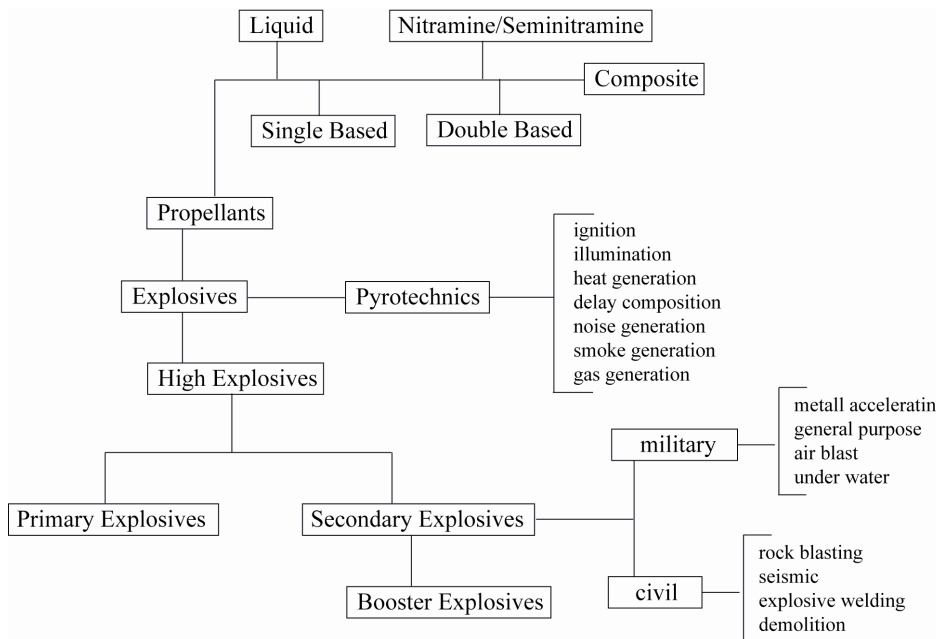 Liquid
Nitramine/Seminitramine
Composite
Single Based
Double Based
Propellants
Explosives
Pyrotechnics
ignition
illumination
heat generation
delay composition
noise generation
smoke generation
gas generation
High Explosives
military
metall acceleratin
general purpose
air blast
under water
Primary Explosives
Secondary Explosives
Booster Explosives
civil
rock blasting
seismic
explosive welding
demolition